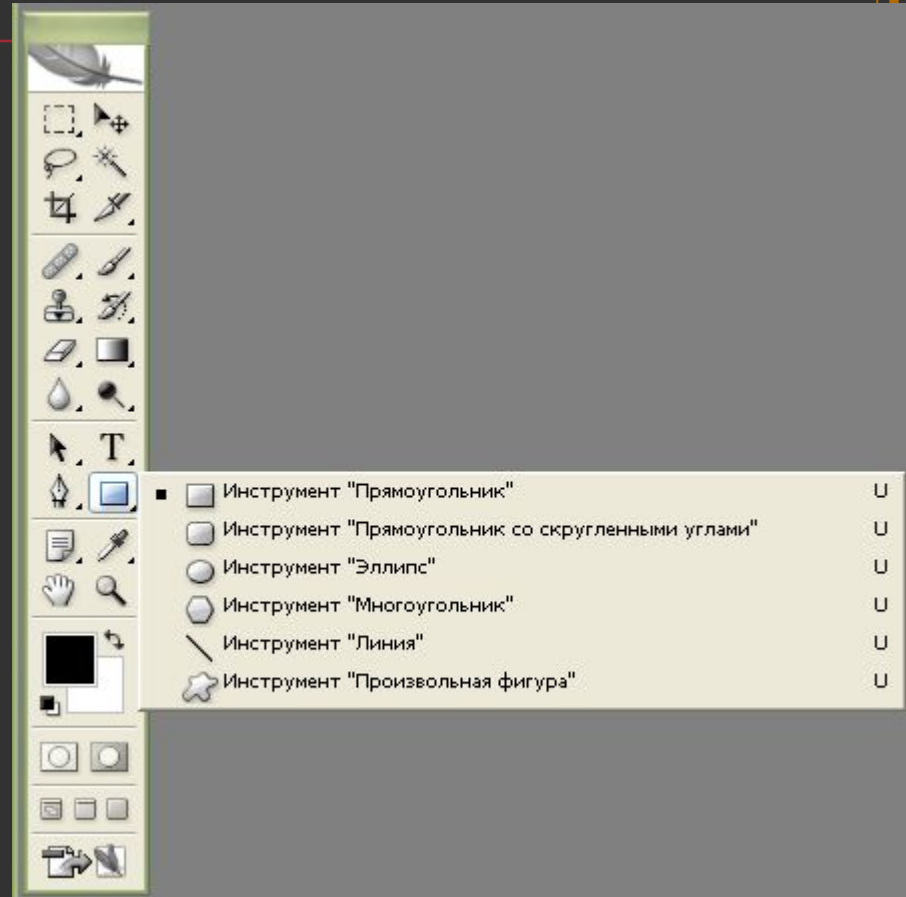 T
Инструмент "Прямоугольник" U
Инструмент "Прямоугольник со скругленными углами" U
Инструмент "Эллипс" U
Инструмент "Многоугольник" U
Инструмент "Линия" U
Инструмент "Произвольная фигура" U